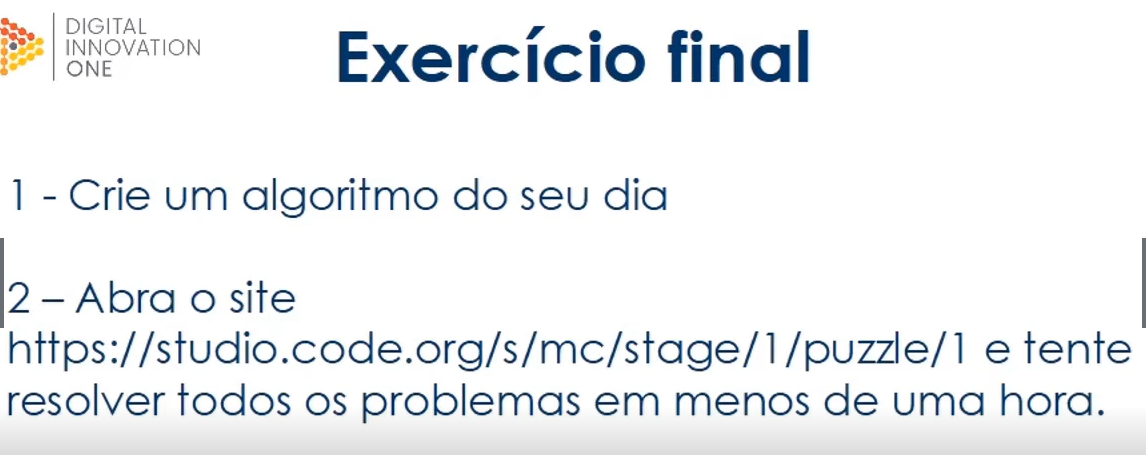 DIGITAL
INNOVATION
ONE
Exercício final
1 - Crie um algoritmo do seu dia
2 – Abra o site
https://studio.code.org/s/mc/stage/1/puzzle/1 e tente
resolver todos os problemas em menos de uma hora.